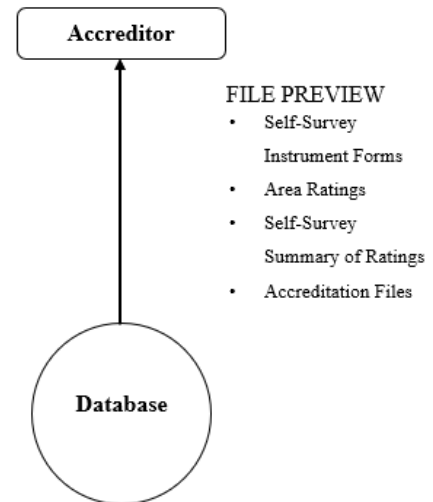 Accreditor
FILE PREVIEW
• Self-Survey
Instrument Forms
• Area Ratings
• Self-Survey
Summary of Ratings
• Accreditation Files
Database